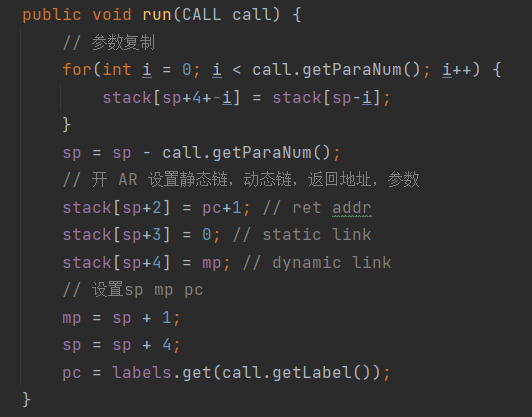 public void run(CALL call) {
    // 参数复制
    for(int i = 0; i < call.getParaNum(); i++) {
        stack[sp+4+-i] = stack[sp-i];
    }
    sp = sp - call.getParaNum();
    // 开 AR 设置静态链，动态链，返回地址，参数
    stack[sp+2] = pc+1; // ret addr
    stack[sp+3] = 0; // static link
    stack[sp+4] = mp; // dynamic link
    // 设置sp mp pc
    mp = sp + 1;
    sp = sp + 4;
    pc = labels.get(call.getLabel());
}